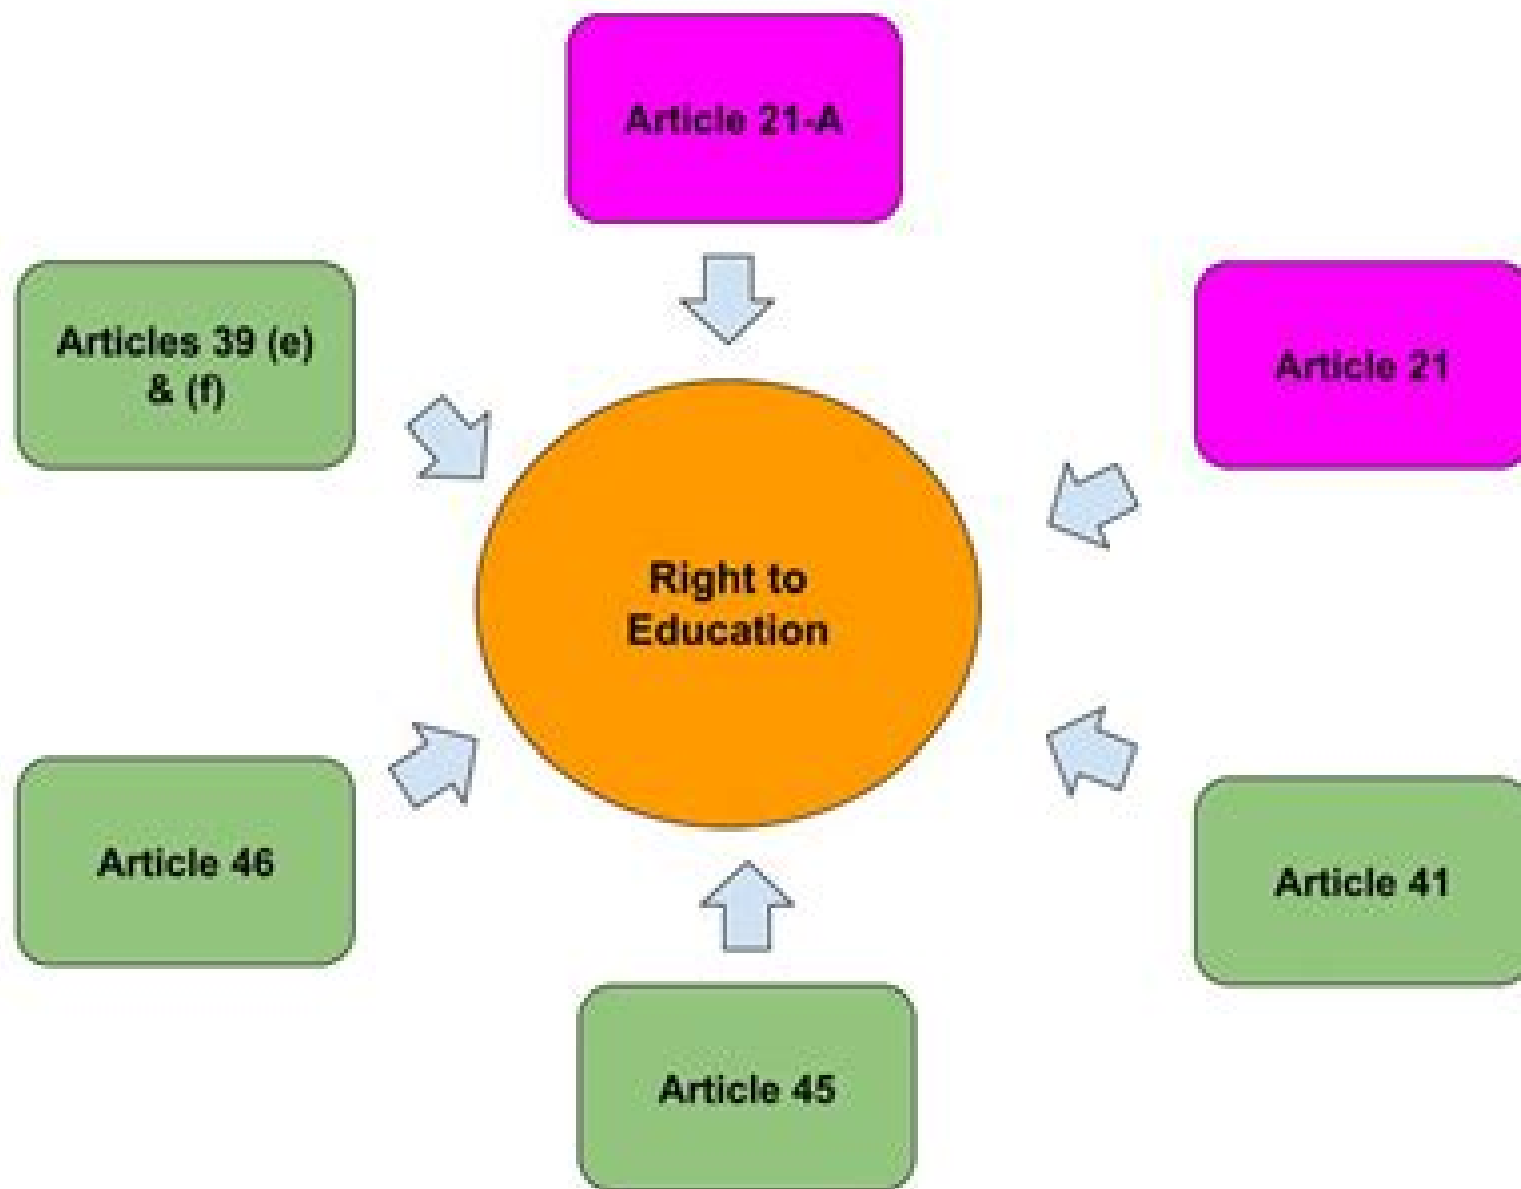 Article 21-A
Articles 39 (e)
& (f)
Article 21
Right to
Education
Article 46
Article 41
Article 45